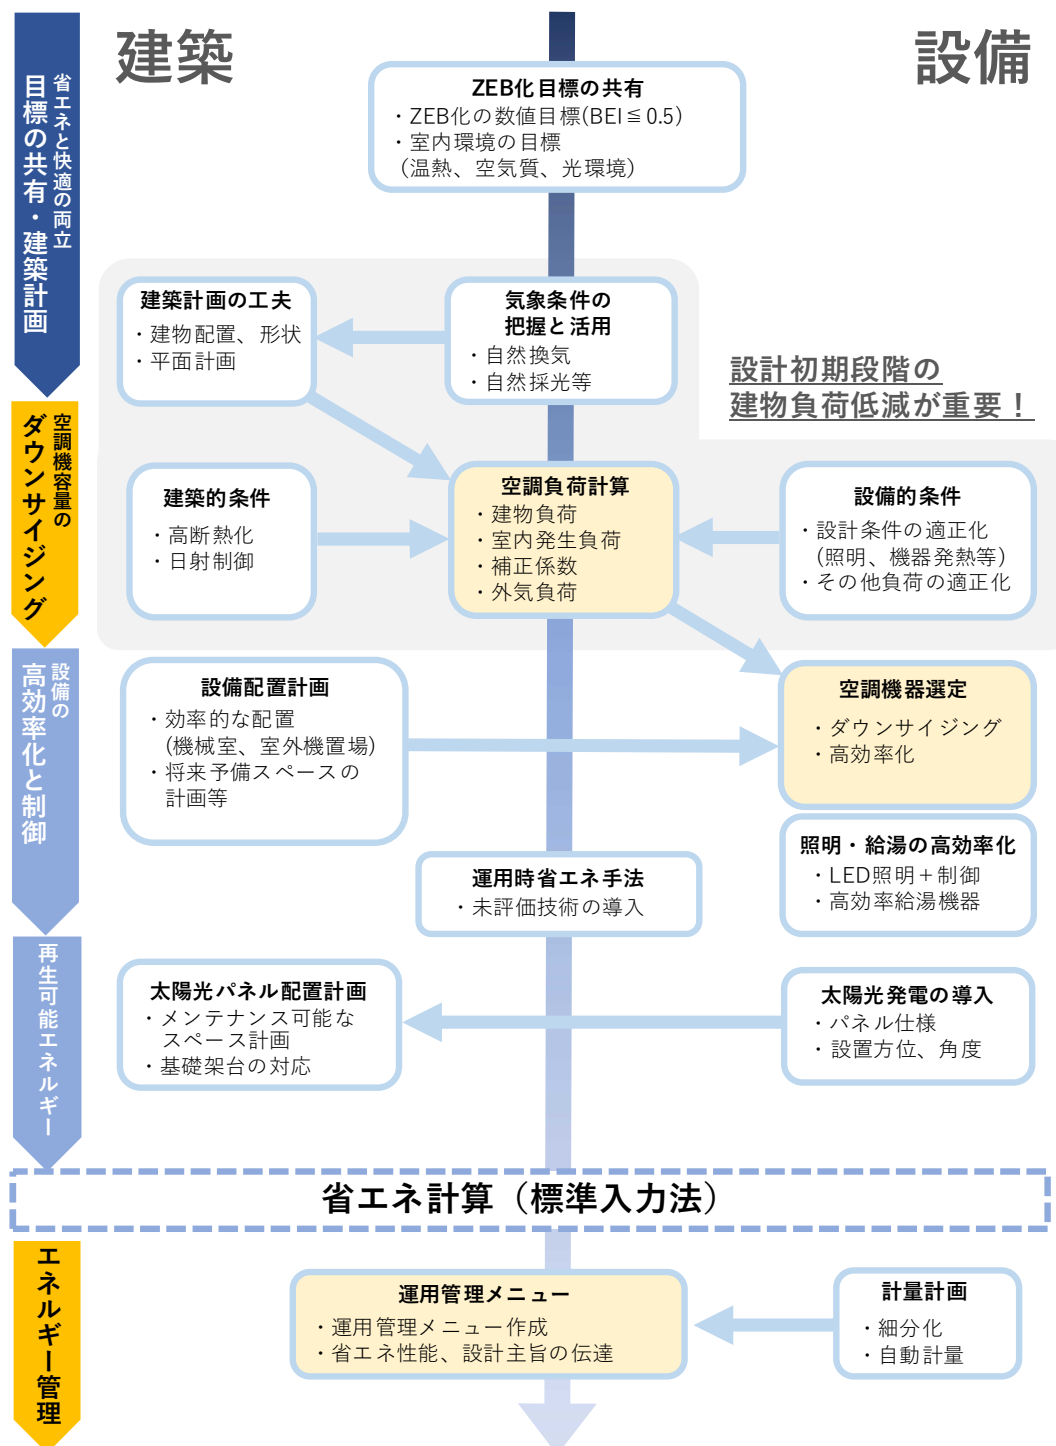 建築
設備
省エネと快適の両立
目標の共有・建築計画
ZEB化目標の共有
・ZEB化の数値目標(BEI≦0.5)
・室内環境の目標
(温熱、空気質、光環境)
建築計画の工夫
・建物配置、形状
・平面計画
気象条件の
把握と活用
・自然換気
・自然採光等
設計初期段階の
建物負荷低減が重要！
空調機容量の
ダウンサイジング
建築的条件
・高断熱化
・日射制御
空調負荷計算
・建物負荷
・室内発生負荷
・補正係数
・外気負荷
設備的条件
・設計条件の適正化
(照明、機器発熱等)
・その他負荷の適正化
設備の
高効率化と制御
設備配置計画
・効率的な配置
(機械室、室外機置場)
・将来予備スペースの
計画等
空調機器選定
・ダウンサイジング
・高効率化
照明・給湯の高効率化
・LED照明＋制御
・高効率給湯機器
運用時省エネ手法
・未評価技術の導入
再生可能エネルギー
太陽光パネル配置計画
・メンテナンス可能な
スペース計画
・基礎架台の対応
太陽光発電の導入
・パネル仕様
・設置方位、角度
省エネ計算（標準入力法）
エネルギー管理
運用管理メニュー
・運用管理メニュー作成
・省エネ性能、設計主旨の伝達
計量計画
・細分化
・自動計量